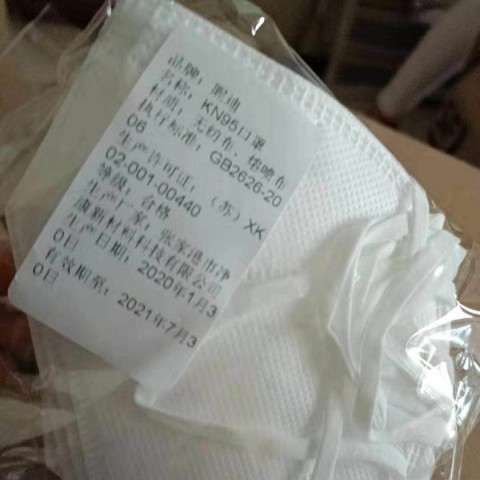 品牌：
名称：KN95口罩
材质：无纺布 熔喷布
执行标准：GB2626-20
06
生产许可证：（苏）XK
02-001-00440
等级：合格
生产厂家：张家港市净
康新材料科技有限公司
生产日期：2020年1月3
0日
有效期至：2021年7月3
0日